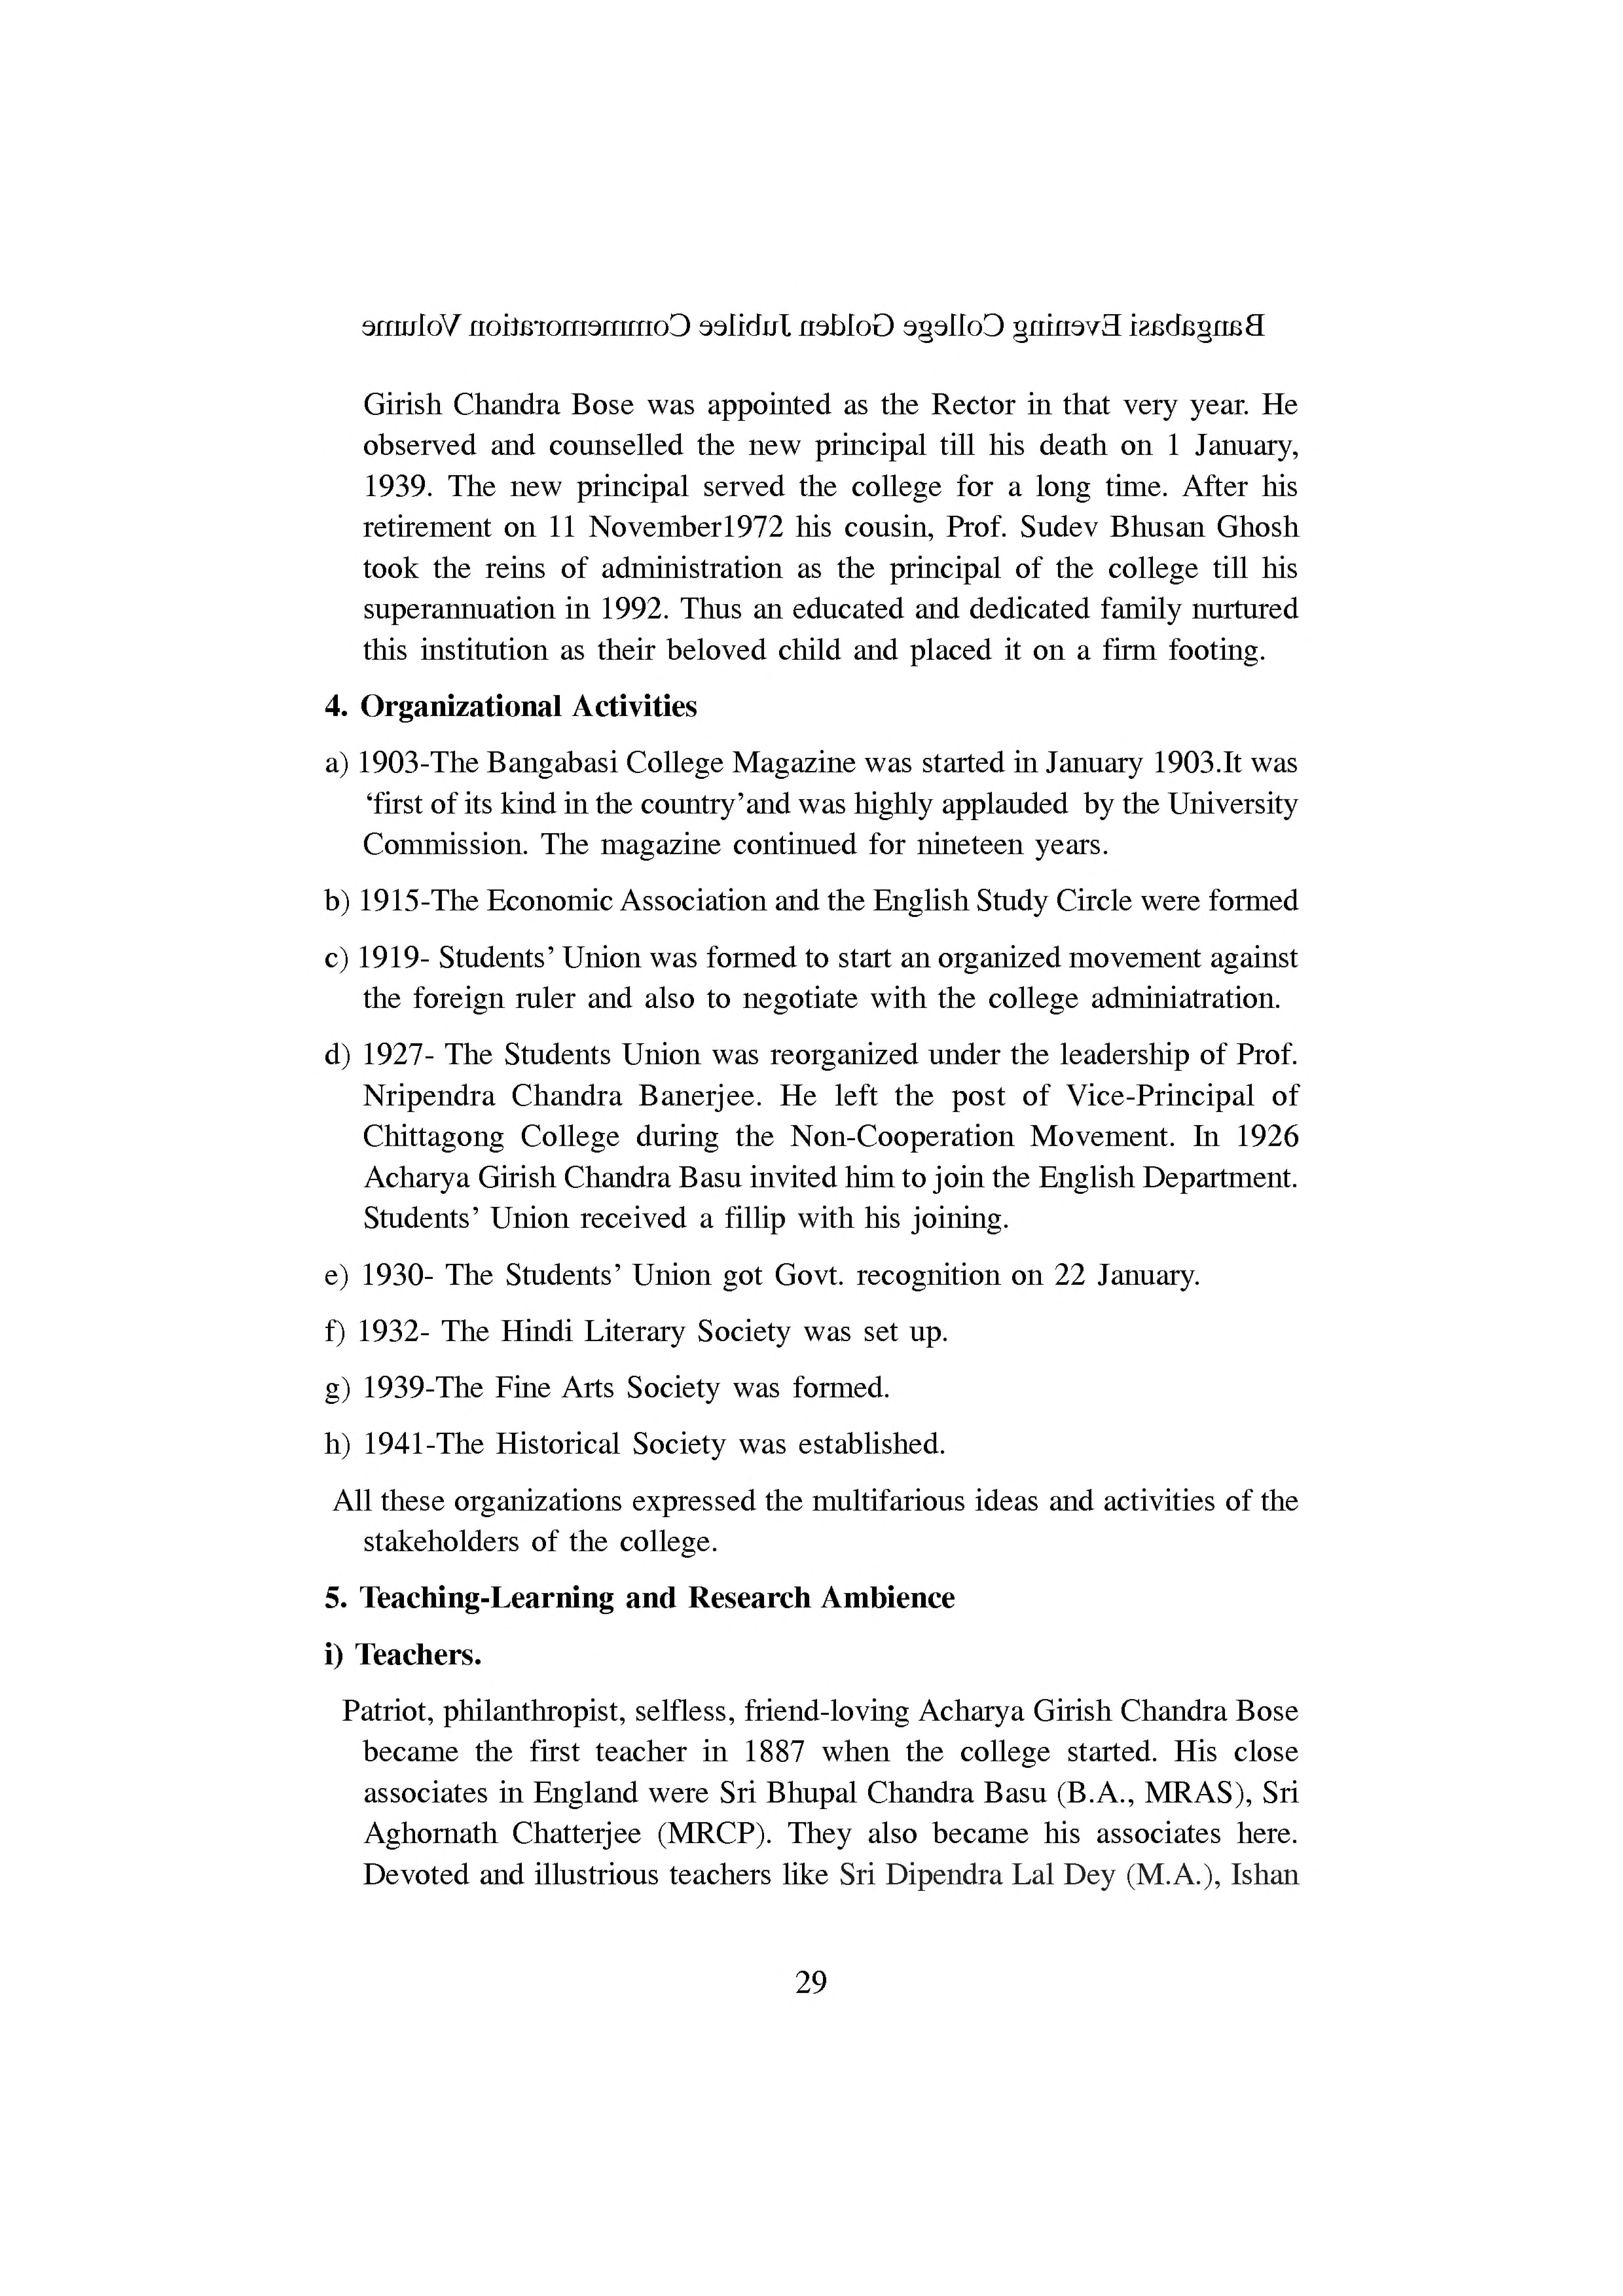 Bangabasi Evening College Golden Jubilee Commemoration Volume
Girish Chandra Bose was appointed as the Rector in that very year. He
observed and counselled the new principal till his death on 1 January,
1939. The new principal served the college for a long time. After his
retirement on 11 November1972 his cousin, Prof. Sudev Bhusan Ghosh
took the reins of administration as the principal of the college till his
superannuation in 1992. Thus an educated and dedicated family nurtured
this institution as their beloved child and placed it on a firm footing.
4. Organizational Activities
a) 1903-The Bangabasi College Magazine was started in January 1903.It was
‘first of its kind in the country’and was highly applauded by the University
Commission. The magazine continued for nineteen years.
b) 1915-The Economic Association and the English Study Circle were formed
c) 1919- Students’ Union was formed to start an organized movement against
the foreign ruler and also to negotiate with the college adminiatration.
d) 1927- The Students Union was reorganized under the leadership of Prof.
Nripendra Chandra Banerjee. He left the post of Vice-Principal of
Chittagong College during the Non-Cooperation Movement. In 1926
Acharya Girish Chandra Basu invited him to join the English Department.
Students’ Union received a fillip with his joining.
e) 1930- The Students’ Union got Govt. recognition on 22 January.
f) 1932- The Hindi Literary Society was set up.
g) 1939-The Fine Arts Society was formed.
h) 1941-The Historical Society was established.
All these organizations expressed the multifarious ideas and activities of the
stakeholders of the college.
5. Teaching-Learning and Research Ambience
i) Teachers.
Patriot, philanthropist, selfless, friend-loving Acharya Girish Chandra Bose
became the first teacher in 1887 when the college started. His close
associates in England were Sri Bhupal Chandra Basu (B.A., MRAS), Sri
Aghornath Chatterjee (MRCP). They also became his associates here.
Devoted and illustrious teachers like Sri Dipendra Lal Dey (M.A.), Ishan
29